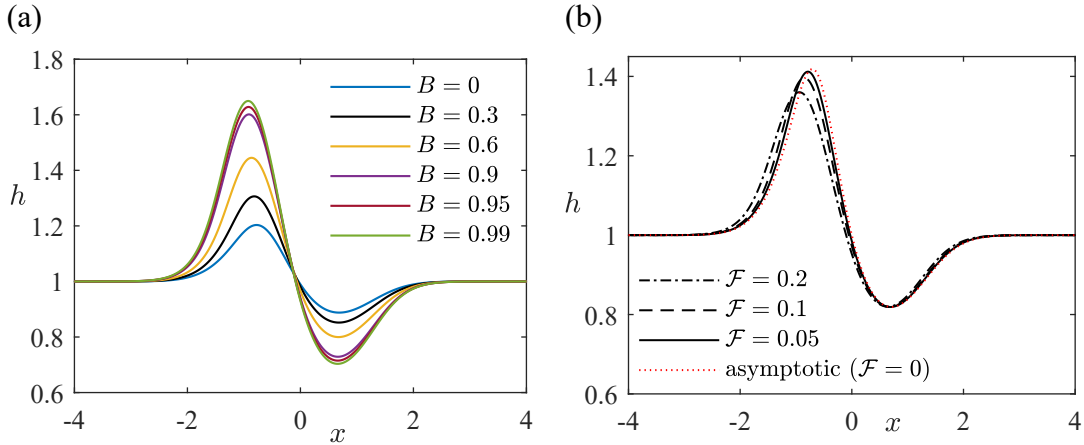 (a)
1.8
1.6
1.4
h
1.2
1
0.8
0.6
-4
-2
0
2
4
x
B = 0
B = 0.3
B = 0.6
B = 0.9
B = 0.95
B = 0.99
(b)
1.4
1.2
h
1
0.8
0.6
-4
-2
0
2
4
x
ℱ = 0.2
ℱ = 0.1
ℱ = 0.05
asymptotic (ℱ = 0)